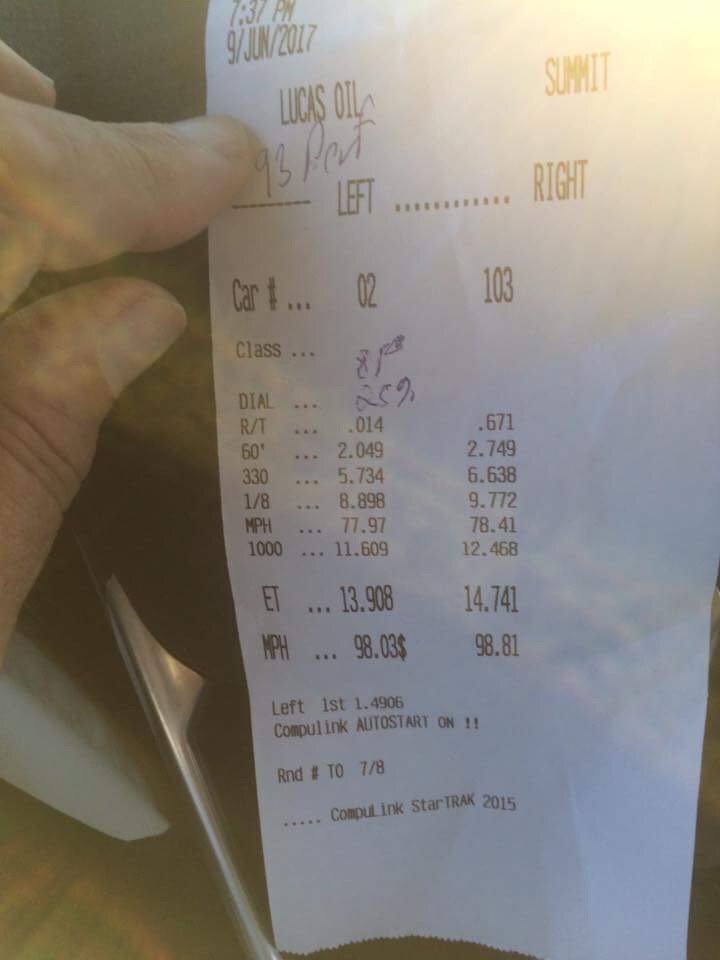 7:37 PM
9/JUN/2017
SUMMIT
LUCAS OIL
93
------- LEFT ............ RIGHT
Car # ... 02 103
Class ...
DIAL ... 25%
R/T ... .014 .671
60' ... 2.049 2.749
330 ... 5.734 6.638
1/8 ... 8.898 9.772
MPH ... 77.97 78.41
1000 ... 11.609 12.468
ET ... 13.908 14.741
MPH ... 98.03$ 98.81
Left 1st 1.4906
Compulink AUTOSTART ON !!
Rnd # TO 7/8
..... CompuLink StarTRAK 2015